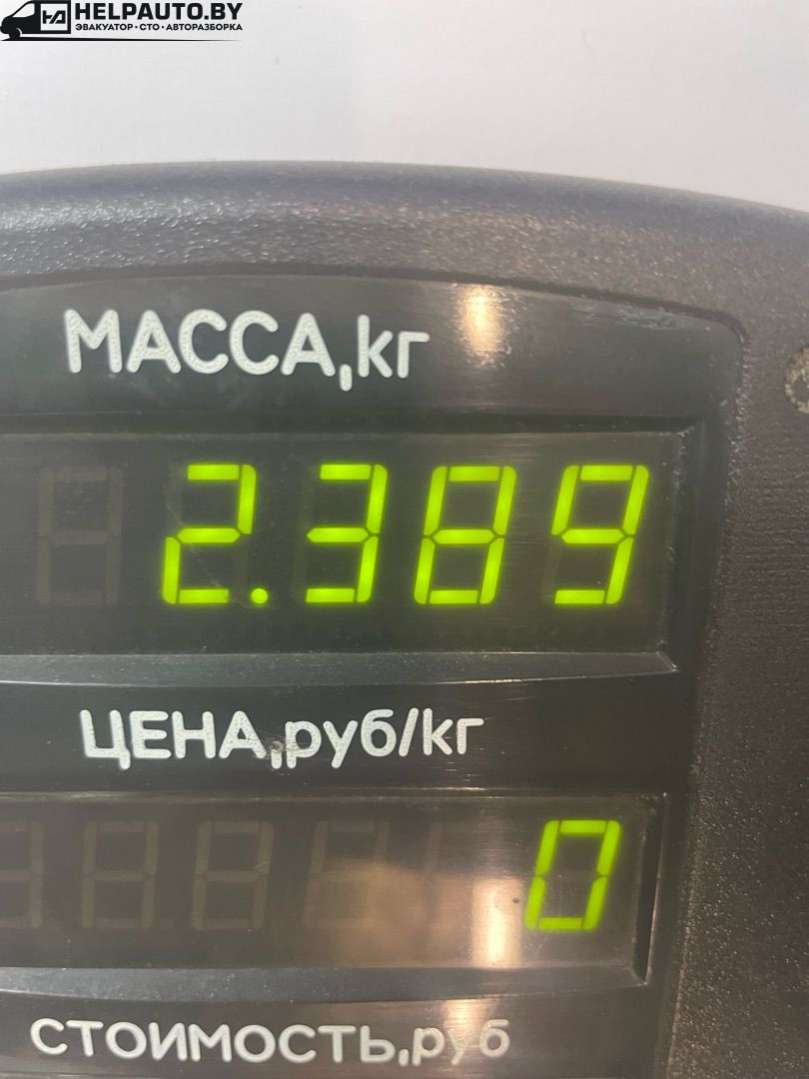 HELPAUTO.BY
ЭВАКУАТОР • СТО • АВТОРАЗБОРКА
МАССА,кг
2.389
ЦЕНА,руб/кг
0
СТОИМОСТЬ,руб